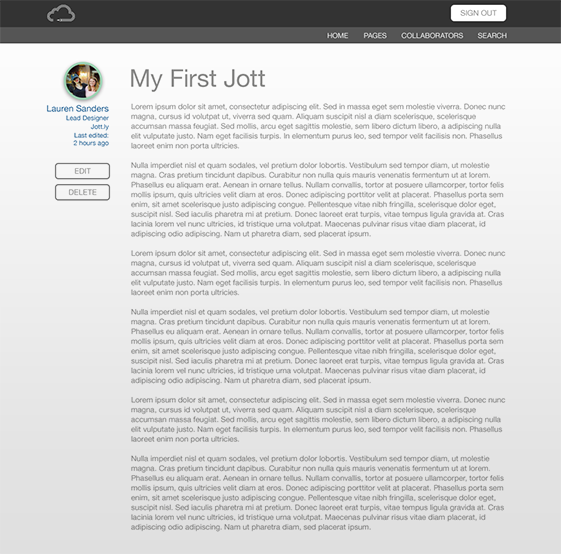 SIGN OUT
HOME PAGES COLLABORATORS SEARCH
Lauren Sanders
Lead Designer
Jott.ly
Last edited:
2 hours ago
EDIT
DELETE
My First Jott
Lorem ipsum dolor sit amet, consectetur adipiscing elit. Sed in massa eget sem molestie viverra. Donec nunc
magna, cursus id volutpat ut, viverra sed quam. Aliquam suscipit nisl a diam scelerisque, scelerisque
accumsan massa feugiat. Sed mollis, arcu eget sagittis molestie, sem libero dictum libero, a adipiscing nibh
elit vulputate justo. Nam eget facilisis turpis. In elementum purus leo, sed tempor velit facilisis non. Phasellus
laoreet enim non porta ultricies.
Nulla imperdiet nisl et quam sodales, vel pretium dolor lobortis. Vestibulum sed tempor diam, ut molestie
magna. Cras pretium tincidunt dapibus. Curabitur non nulla quis mauris venenatis fermentum ut at lorem.
Phasellus eu aliquam erat. Aenean in ornare tellus. Nullam convallis, tortor at posuere ullamcorper, tortor felis
mollis ipsum, quis ultricies velit diam at eros. Donec adipiscing porttitor velit at placerat. Phasellus porta sem
enim, sit amet scelerisque justo adipiscing congue. Pellentesque vitae nibh fringilla, scelerisque dolor eget,
suscipit nisl. Sed iaculis pharetra mi at pretium. Donec laoreet erat turpis, vitae tempus ligula gravida at. Cras
lacinia lorem vel lectus rhoncus, id tristique urna volutpat. Maecenas pulvinar risus vitae diam placerat, id
adipiscing odio adipiscing. Nam ut pharetra diam, sed placerat ipsum.
Lorem ipsum dolor sit amet, consectetur adipiscing elit. Sed in massa eget sem molestie viverra. Donec nunc
magna, cursus id volutpat ut, viverra sed quam. Aliquam suscipit nisl a diam scelerisque, scelerisque
accumsan massa feugiat. Sed mollis, arcu eget sagittis molestie, sem libero dictum libero, a adipiscing nibh
elit vulputate justo. Nam eget facilisis turpis. In elementum purus leo, sed tempor velit facilisis non. Phasellus
laoreet enim non porta ultricies.
Nulla imperdiet nisl et quam sodales, vel pretium dolor lobortis. Vestibulum sed tempor diam, ut molestie
magna. Cras pretium tincidunt dapibus. Curabitur non nulla quis mauris venenatis fermentum ut at lorem.
Phasellus eu aliquam erat. Aenean in ornare tellus. Nullam convallis, tortor at posuere ullamcorper, tortor felis
mollis ipsum, quis ultricies velit diam at eros. Donec adipiscing porttitor velit at placerat. Phasellus porta sem
enim, sit amet scelerisque justo adipiscing congue. Pellentesque vitae nibh fringilla, scelerisque dolor eget,
suscipit nisl. Sed iaculis pharetra mi at pretium. Donec laoreet erat turpis, vitae tempus ligula gravida at. Cras
lacinia lorem vel lectus rhoncus, id tristique urna volutpat. Maecenas pulvinar risus vitae diam placerat, id
adipiscing odio adipiscing. Nam ut pharetra diam, sed placerat ipsum.
Lorem ipsum dolor sit amet, consectetur adipiscing elit. Sed in massa eget sem molestie viverra. Donec nunc
magna, cursus id volutpat ut, viverra sed quam. Aliquam suscipit nisl a diam scelerisque, scelerisque
accumsan massa feugiat. Sed mollis, arcu eget sagittis molestie, sem libero dictum libero, a adipiscing nibh
elit vulputate justo. Nam eget facilisis turpis. In elementum purus leo, sed tempor velit facilisis non. Phasellus
laoreet enim non porta ultricies.
Nulla imperdiet nisl et quam sodales, vel pretium dolor lobortis. Vestibulum sed tempor diam, ut molestie
magna. Cras pretium tincidunt dapibus. Curabitur non nulla quis mauris venenatis fermentum ut at lorem.
Phasellus eu aliquam erat. Aenean in ornare tellus. Nullam convallis, tortor at posuere ullamcorper, tortor felis
mollis ipsum, quis ultricies velit diam at eros. Donec adipiscing porttitor velit at placerat. Phasellus porta sem
enim, sit amet scelerisque justo adipiscing congue. Pellentesque vitae nibh fringilla, scelerisque dolor eget,
suscipit nisl. Sed iaculis pharetra mi at pretium. Donec laoreet erat turpis, vitae tempus ligula gravida at. Cras
lacinia lorem vel lectus rhoncus, id tristique urna volutpat. Maecenas pulvinar risus vitae diam placerat, id
adipiscing odio adipiscing. Nam ut pharetra diam, sed placerat ipsum.